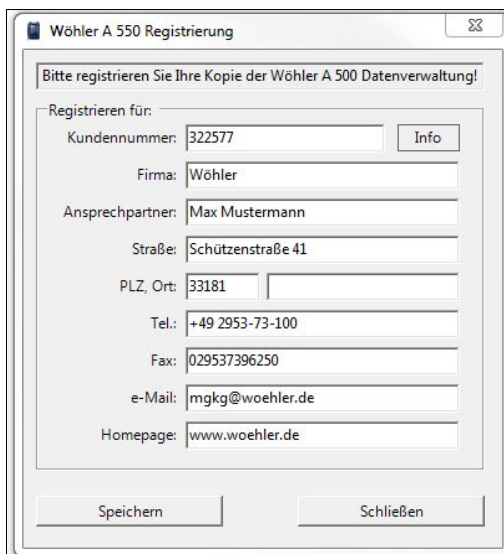 Wöhler A 550 Registrierung
Bitte registrieren Sie Ihre Kopie der Wöhler A 500 Datenverwaltung!
Registrieren für:
Kundennummer: 322577 Info
Firma: Wöhler
Ansprechpartner: Max Mustermann
Straße: Schützenstraße 41
PLZ, Ort: 33181
Tel.: +49 2953-73-100
Fax: 029537396250
e-Mail: mgkg@woehler.de
Homepage: www.woehler.de
Speichern Schließen